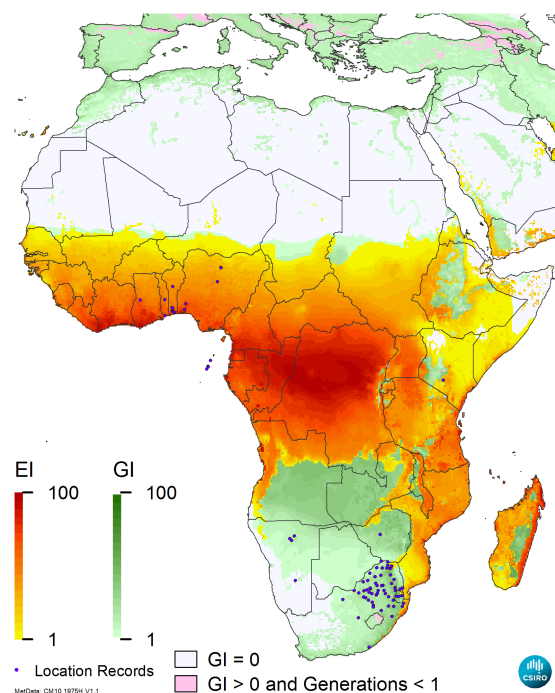 EI
GI
100
100
1
1
Location Records
MetData: CM10 1975H V1.1
GI = 0
GI > 0 and Generations < 1
CSIRO